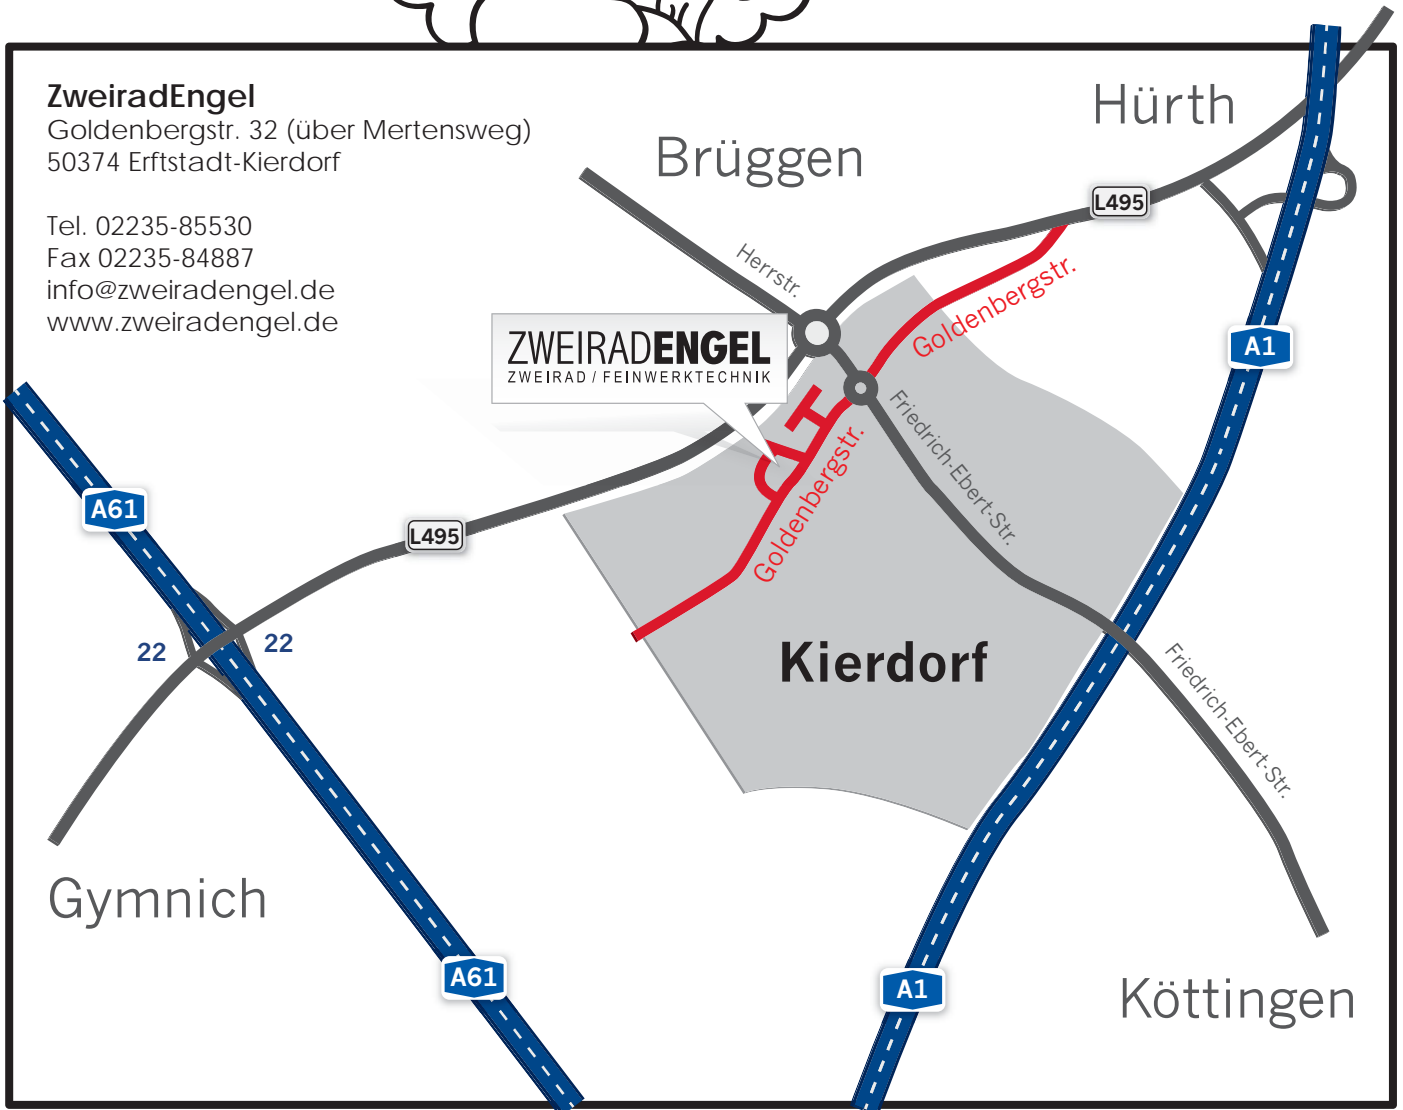 ZweiradEngel
Goldenbergstr. 32 (über Mertensweg)
50374 Erftstadt-Kierdorf
Tel. 02235-85530
Fax 02235-84887
info@zweiradengel.de
www.zweiradengel.de
Hürth
Brüggen
L495
Herrstr.
Goldenbergstr.
ZWEIRADENGEL
ZWEIRAD / FEINWERKTECHNIK
A1
Friedrich-Ebert-Str.
Goldenbergstr.
A61
L495
22
22
Kierdorf
Friedrich-Ebert-Str.
Gymnich
A61
A1
Köttingen